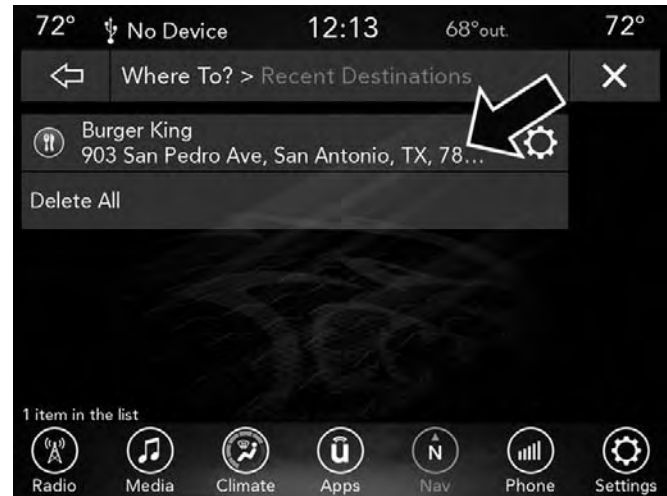 72° No Device 12:13 68°out. 72°
Where To? > Recent Destinations
Burger King
903 San Pedro Ave, San Antonio, TX, 78...
Delete All
1 item in the list
Radio Media Climate Apps Nav Phone Settings